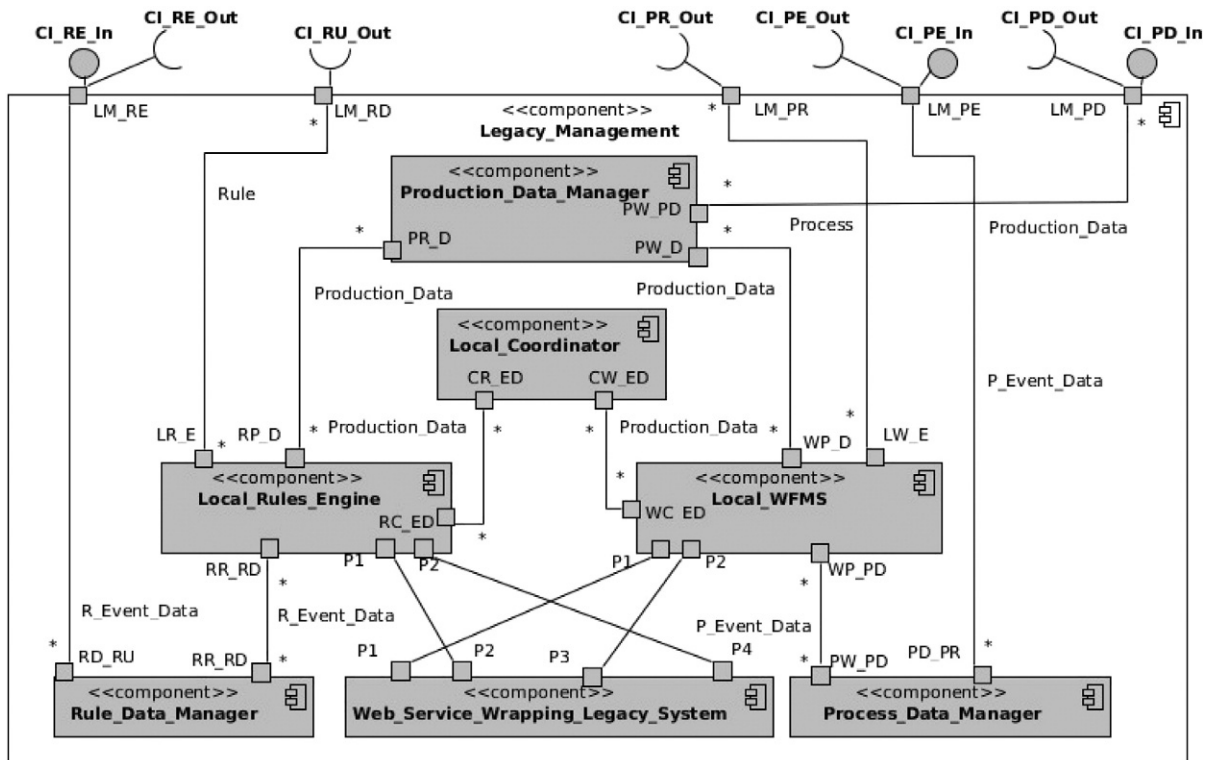 CI_RE_Out
CI_PR_Out
CI_PE_Out
CI_PD_Out
CI_RE_In
CI_RU_Out
CI_PE_In
CI_PD_In
LM_RE
*
LM_RD
<<component>>
Legacy_Management
*
LM_PR
LM_PE
LM_PD
*
<<component>>
Production_Data_Manager
*
PW_PD
Rule
*
PR_D
*
PW_D
Process
Production_Data
Production_Data
Production_Data
<<component>>
Local_Coordinator
CR_ED
CW_ED
P_Event_Data
LR_E
*
RP_D
*
Production_Data
*
*
Production_Data
*
WP_D
*
LW_E
<<component>>
Local_Rules_Engine
RC_ED
*
*
<<component>>
Local_WFMS
WC_ED
RR_RD
*
P1
P2
P1
P2
WP_PD
*
R_Event_Data
R_Event_Data
P_Event_Data
*
RD_RU
RR_RD
*
P1
P2
P3
P4
*
PW_PD
PD_PR
*
<<component>>
Rule_Data_Manager
<<component>>
Web_Service_Wrapping_Legacy_System
<<component>>
Process_Data_Manager